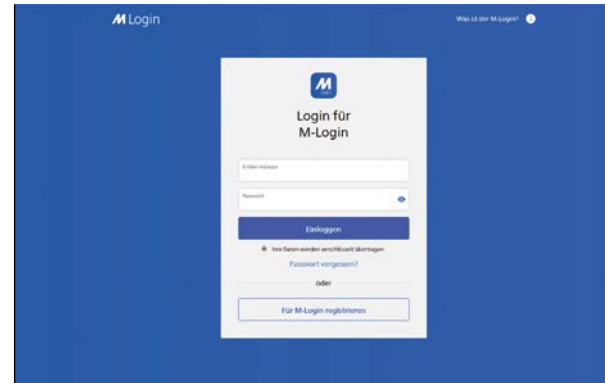 M Login
Was ist der M-Login?
M
Login für
M-Login
E-Mail-Adresse
Passwort
Einloggen
Ihre Daten werden verschlüsselt übertragen
Passwort vergessen?
oder
Für M-Login registrieren